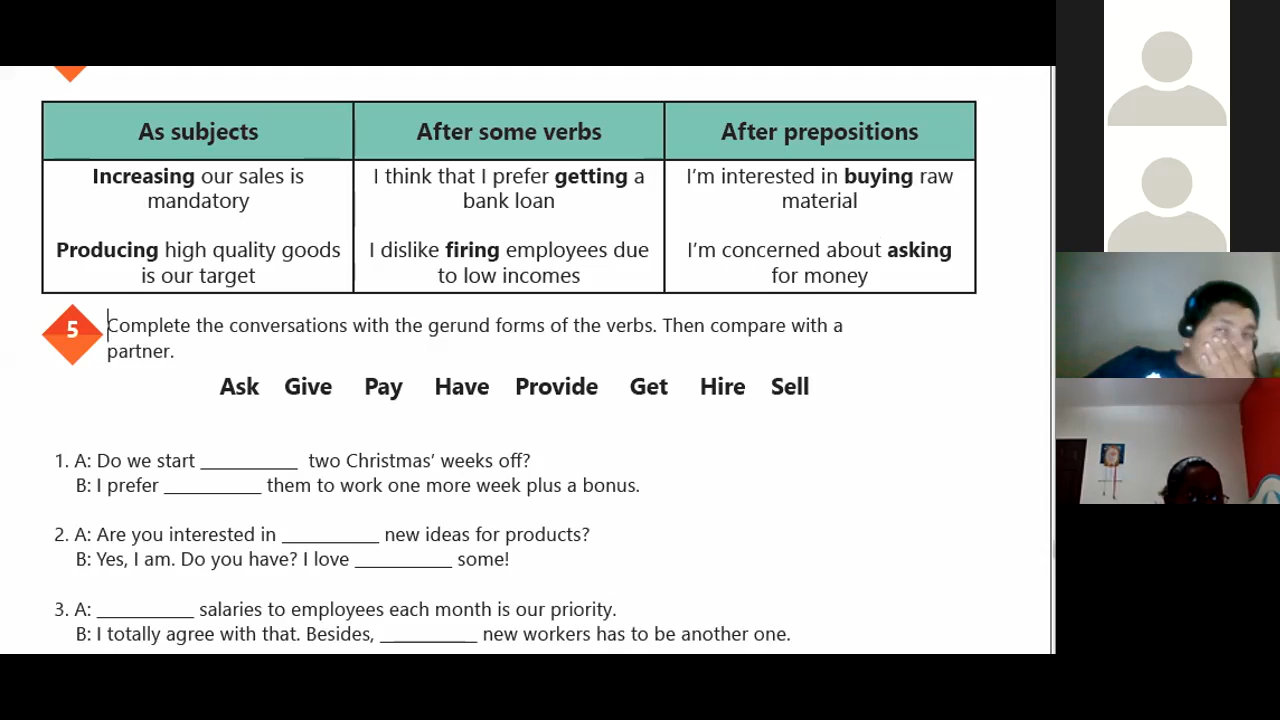 As subjects
After some verbs
After prepositions
Increasing our sales is
mandatory
Producing high quality goods
is our target
I think that I prefer getting a
bank loan
I dislike firing employees due
to low incomes
I'm interested in buying raw
material
I'm concerned about asking
for money
5
Complete the conversations with the gerund forms of the verbs. Then compare with a
partner.
Ask Give Pay Have Provide Get Hire Sell
1. A: Do we start __________ two Christmas' weeks off?
B: I prefer __________ them to work one more week plus a bonus.
2. A: Are you interested in __________ new ideas for products?
B: Yes, I am. Do you have? I love __________ some!
3. A: __________ salaries to employees each month is our priority.
B: I totally agree with that. Besides, __________ new workers has to be another one.